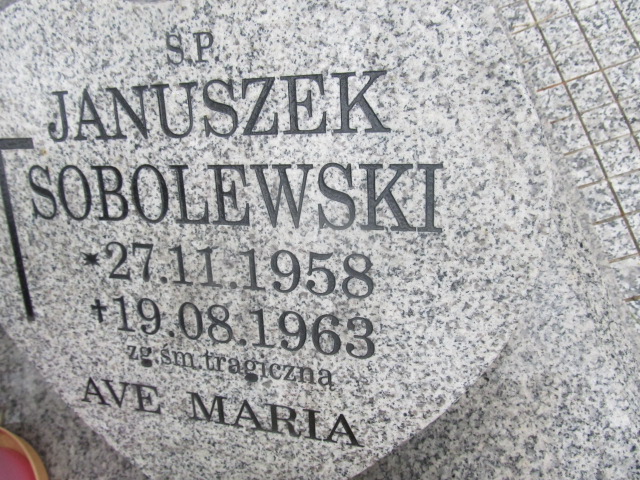 Ś.P.
JANUSZEK
SOBOLEWSKI
*27.11.1958
†19.08.1963
zg.śm.tragiczną
AVE MARIA